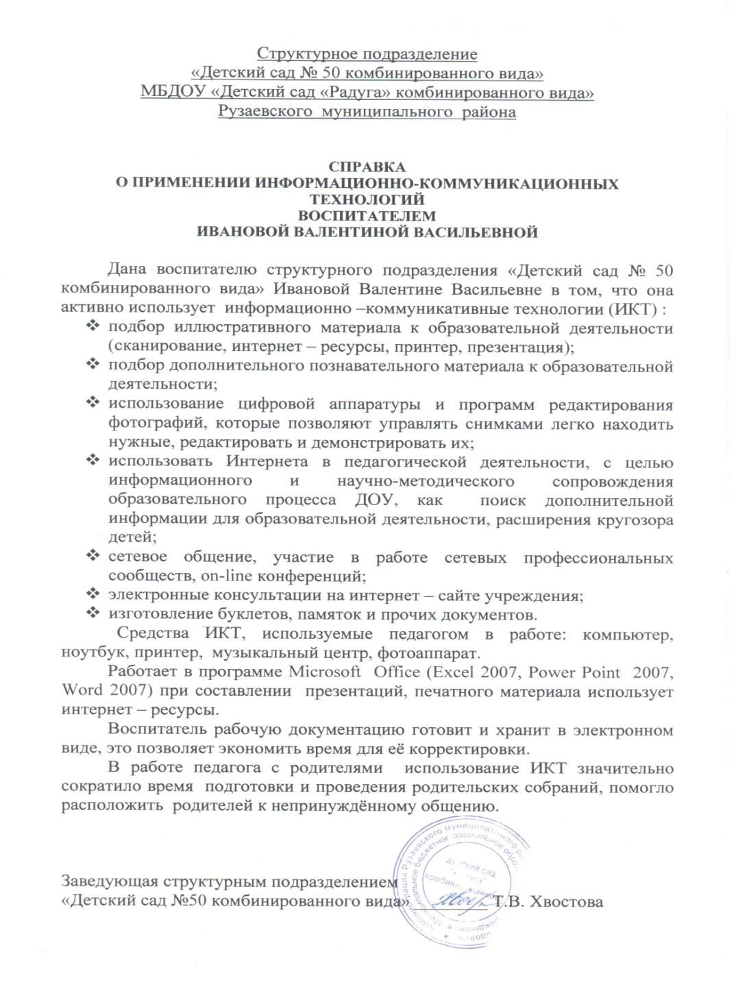 Структурное подразделение
«Детский сад № 50 комбинированного вида»
МБДОУ «Детский сад «Радуга» комбинированного вида»
Рузаевского муниципального района
СПРАВКА
О ПРИМЕНЕНИИ ИНФОРМАЦИОННО-КОММУНИКАЦИОННЫХ
ТЕХНОЛОГИЙ
ВОСПИТАТЕЛЕМ
ИВАНОВОЙ ВАЛЕНТИНОЙ ВАСИЛЬЕВНОЙ
Дана воспитателю структурного подразделения «Детский сад № 50
комбинированного вида» Ивановой Валентине Васильевне в том, что она
активно использует информационно –коммуникативные технологии (ИКТ) :
❖ подбор иллюстративного материала к образовательной деятельности
(сканирование, интернет – ресурсы, принтер, презентация);
❖ подбор дополнительного познавательного материала к образовательной
деятельности;
❖ использование цифровой аппаратуры и программ редактирования
фотографий, которые позволяют управлять снимками легко находить
нужные, редактировать и демонстрировать их;
❖ использовать Интернета в педагогической деятельности, с целью
информационного и научно-методического сопровождения
образовательного процесса ДОУ, как поиск дополнительной
информации для образовательной деятельности, расширения кругозора
детей;
❖ сетевое общение, участие в работе сетевых профессиональных
сообществ, on-line конференций;
❖ электронные консультации на интернет – сайте учреждения;
❖ изготовление буклетов, памяток и прочих документов.
Средства ИКТ, используемые педагогом в работе: компьютер,
ноутбук, принтер, музыкальный центр, фотоаппарат.
Работает в программе Microsoft Office (Excel 2007, Power Point 2007,
Word 2007) при составлении презентаций, печатного материала использует
интернет – ресурсы.
Воспитатель рабочую документацию готовит и хранит в электронном
виде, это позволяет экономить время для её корректировки.
В работе педагога с родителями использование ИКТ значительно
сократило время подготовки и проведения родительских собраний, помогло
расположить родителей к непринуждённому общению.
Заведующая структурным подразделением
«Детский сад №50 комбинированного вида» ________ Т.В. Хвостова
Рузаевского муниципального
бюджетное дошкольное
детский сад